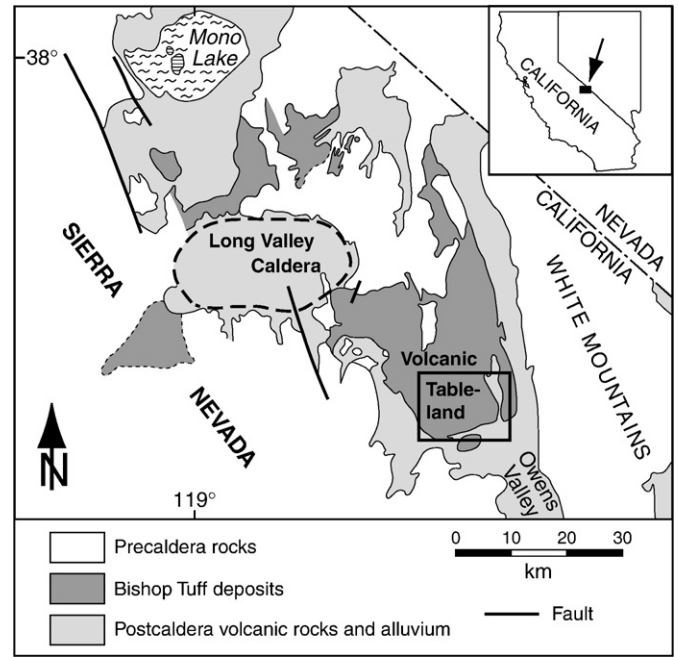 Mono
Lake
38°
CALIFORNIA
NEVADA
CALIFORNIA
SIERRA
NEVADA
Long Valley
Caldera
WHITE MOUNTAINS
Volcanic
Table-
land
Owens
Valley
N
119°
Precaldera rocks
Bishop Tuff deposits
Postcaldera volcanic rocks and alluvium
0 10 20 30
km
Fault